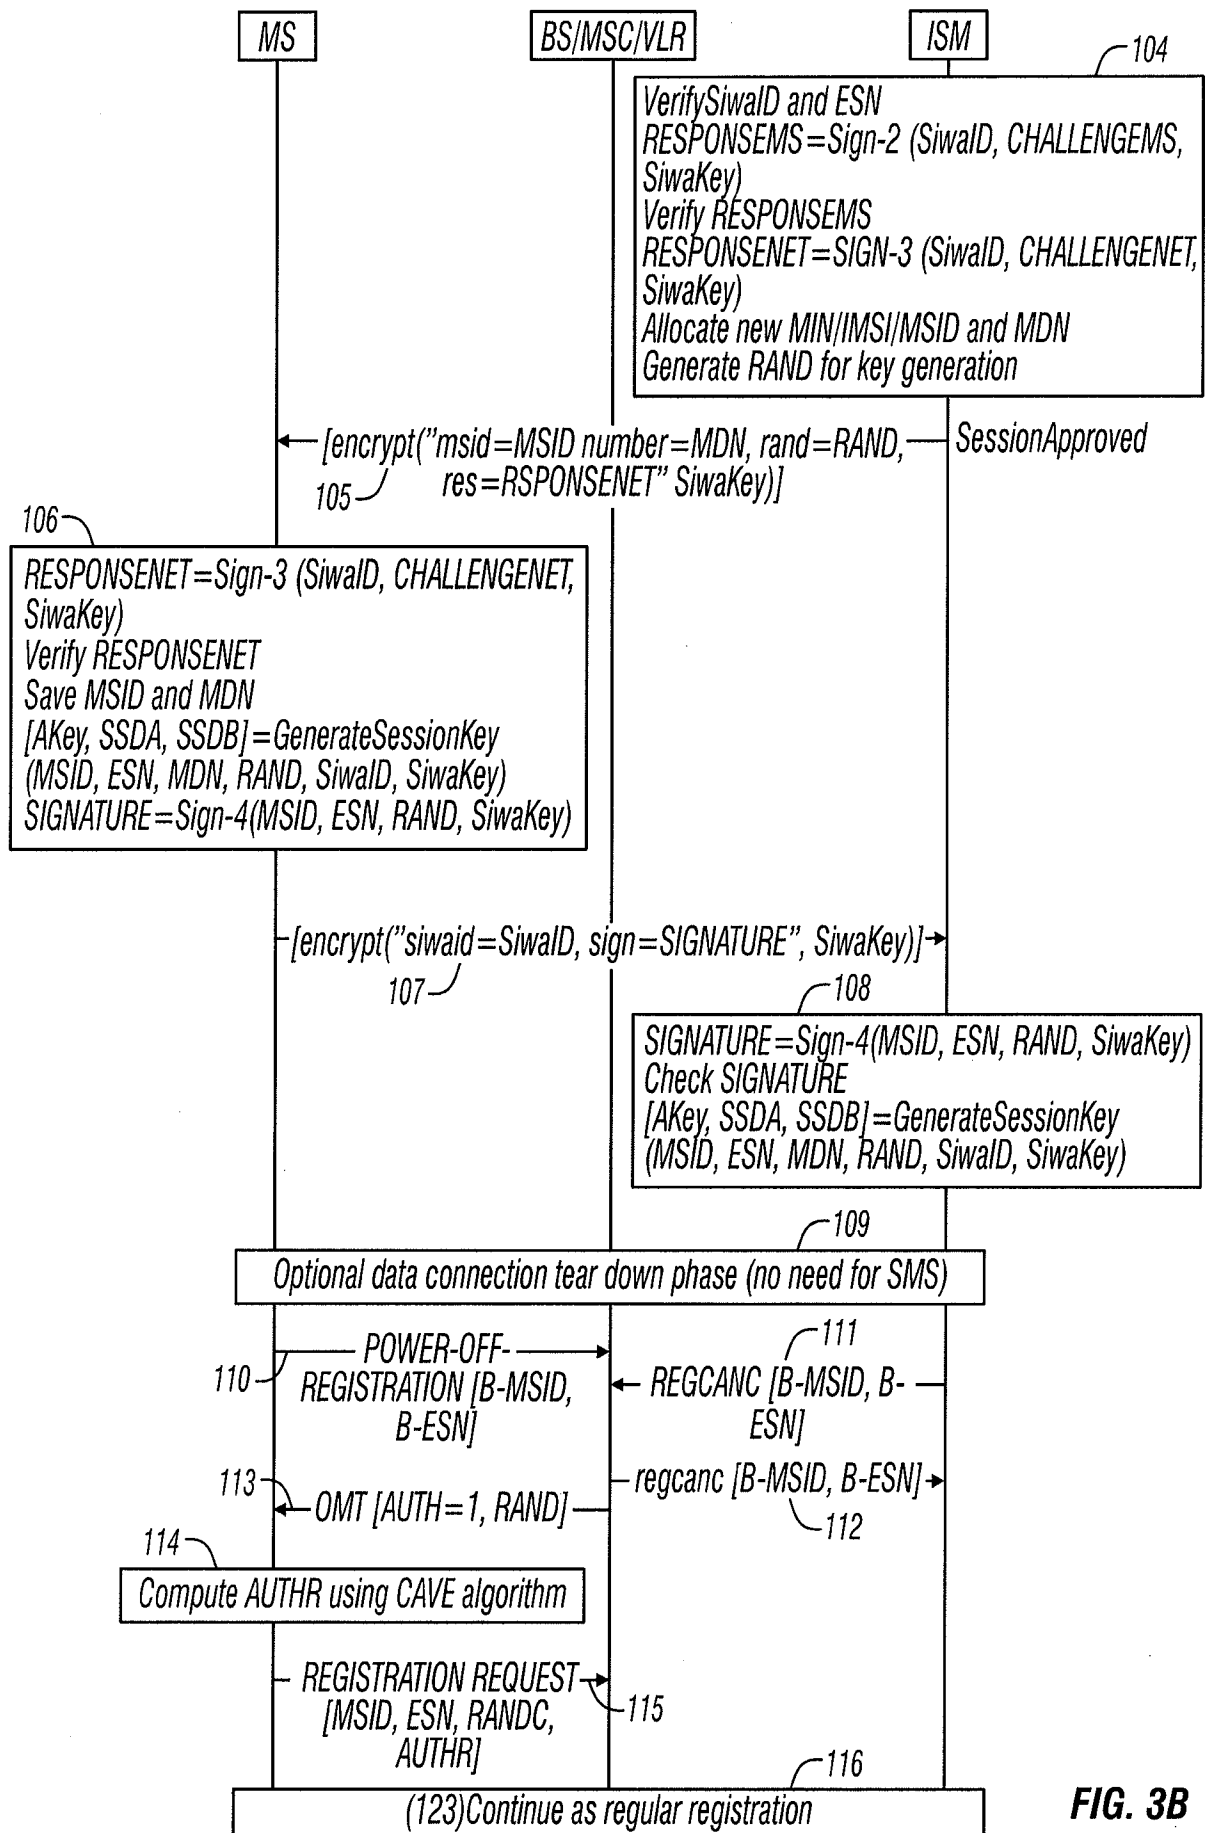 MS
BS/MSC/VLR
ISM
104
VerifySiwaID and ESN
RESPONSEMS=Sign-2 (SiwaID, CHALLENGEMS,
SiwaKey)
Verify RESPONSEMS
RESPONSENET=SIGN-3 (SiwaID, CHALLENGENET,
SiwaKey)
Allocate new MIN/IMSI/MSID and MDN
Generate RAND for key generation
[encrypt("msid=MSID number=MDN, rand=RAND,
res=RSPONSENET" SiwaKey)]
SessionApproved
105
106
RESPONSENET=Sign-3 (SiwaID, CHALLENGENET,
SiwaKey)
Verify RESPONSENET
Save MSID and MDN
[AKey, SSDA, SSDB]=GenerateSessionKey
(MSID, ESN, MDN, RAND, SiwaID, SiwaKey)
SIGNATURE=Sign-4(MSID, ESN, RAND, SiwaKey)
[encrypt("siwaid=SiwaID, sign=SIGNATURE", SiwaKey)]
107
108
SIGNATURE=Sign-4(MSID, ESN, RAND, SiwaKey)
Check SIGNATURE
[AKey, SSDA, SSDB]=GenerateSessionKey
(MSID, ESN, MDN, RAND, SiwaID, SiwaKey)
109
Optional data connection tear down phase (no need for SMS)
110
POWER-OFF-
REGISTRATION [B-MSID,
B-ESN]
111
REGCANC [B-MSID, B-
ESN]
regcanc [B-MSID, B-ESN]
112
113
OMT [AUTH=1, RAND]
114
Compute AUTHR using CAVE algorithm
REGISTRATION REQUEST
[MSID, ESN, RANDC,
AUTHR]
115
116
(123)Continue as regular registration
FIG. 3B